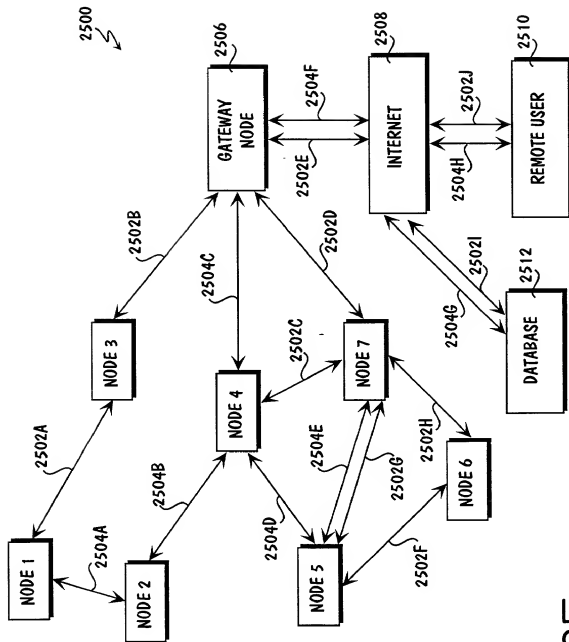 2500
2506
GATEWAY
NODE
2504F
2502E
2508
INTERNET
2502J
2504H
2510
REMOTE USER
2502B
2504C
2502D
2502I
2504G
2512
DATABASE
NODE 3
NODE 4
2502C
NODE 7
2502A
2504B
2504E
2502G
2502H
NODE 6
NODE 1
2504A
NODE 2
2504D
NODE 5
2502F